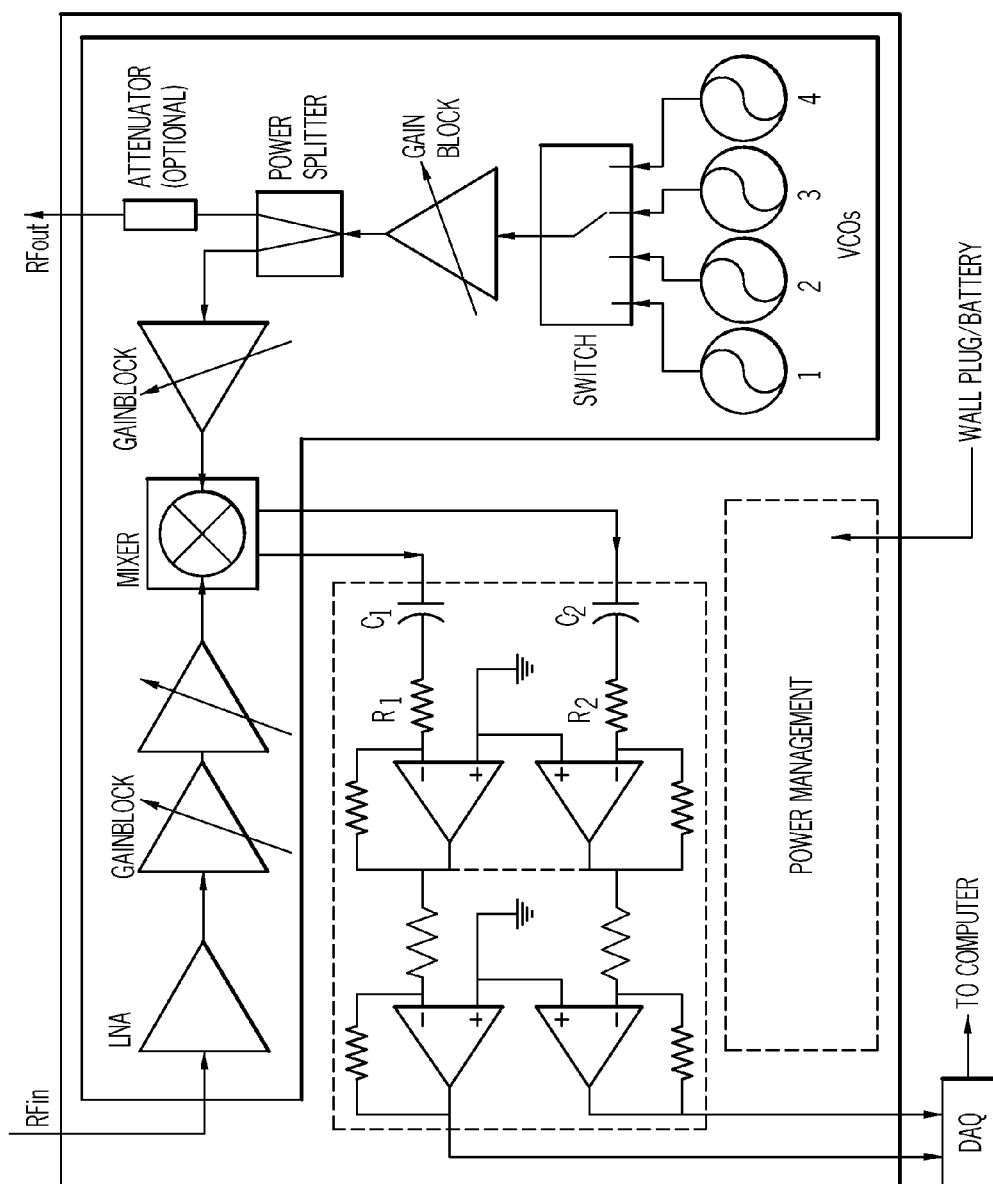 RFin
LNA
GAINBLOCK
MIXER
GAINBLOCK
RFout
ATTENUATOR
(OPTIONAL)
POWER
SPLITTER
GAIN
BLOCK
SWITCH
1
2
3
4
VCOs
C1
R1
−
+
C2
R2
+
−
−
+
+
−
POWER MANAGEMENT
WALL PLUG/BATTERY
DAQ
TO COMPUTER